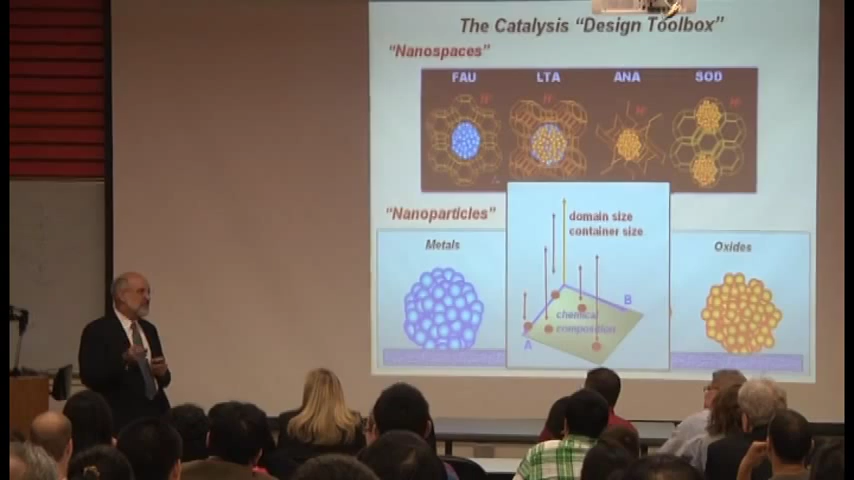 The Catalysis "Design Toolbox"
"Nanospaces"
FAU LTA ANA SOD
H+ H+ H+ H+
"Nanoparticles"
Metals
domain size
container size
Oxides
B
chemical
composition
A